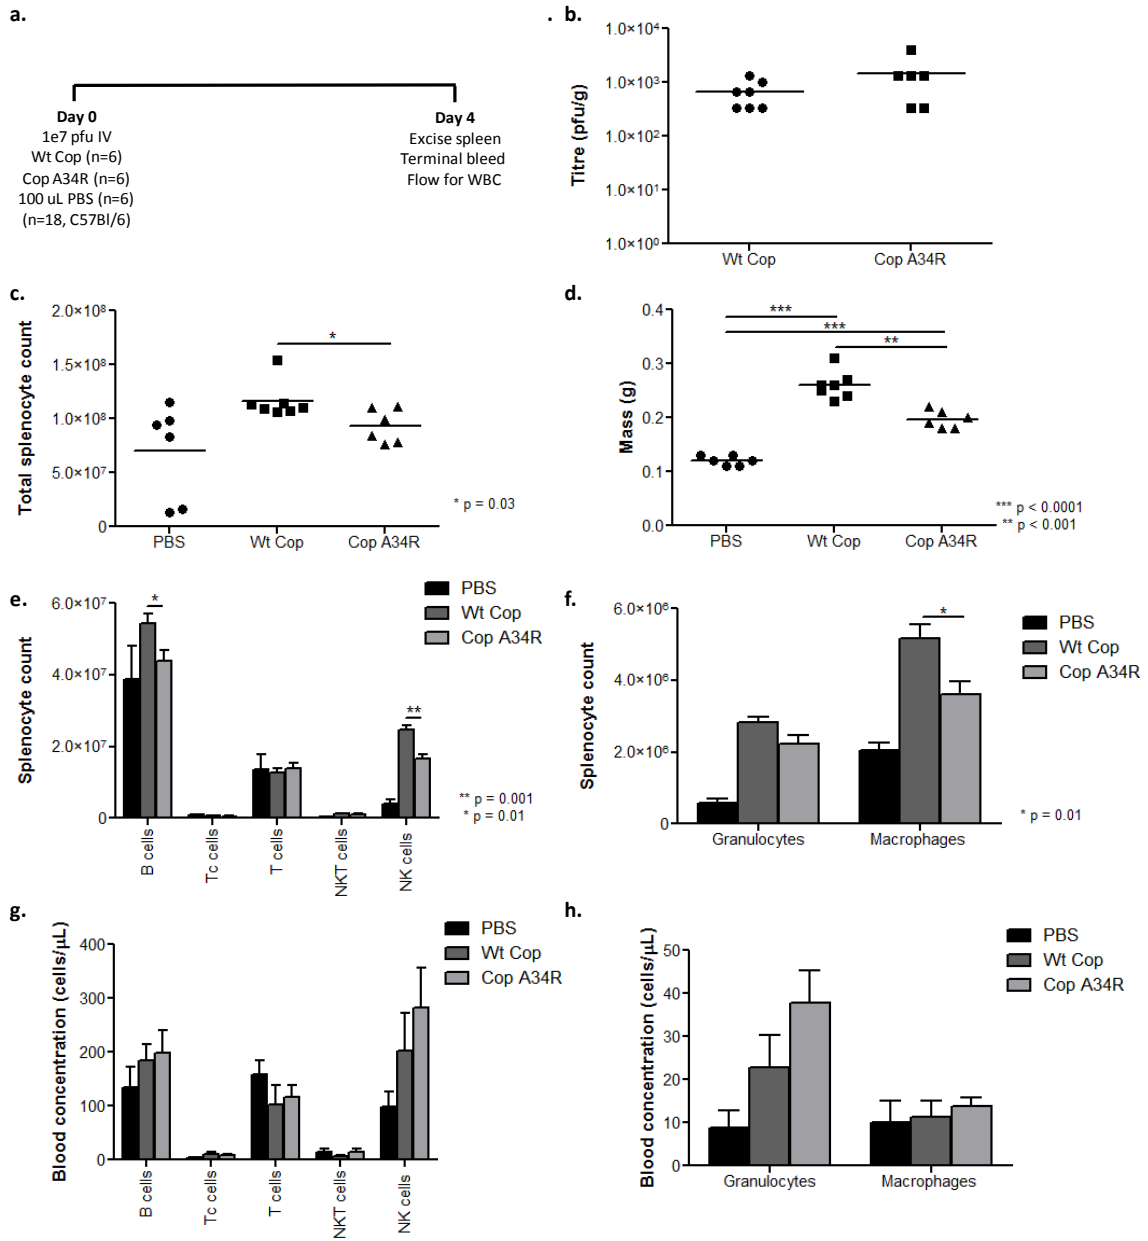 a.
Day 0
1e7 pfu IV
Wt Cop (n=6)
Cop A34R (n=6)
100 uL PBS (n=6)
(n=18, C57Bl/6)
Day 4
Excise spleen
Terminal bleed
Flow for WBC
. b.
Titre (pfu/g)
1.0×10⁴
1.0×10³
1.0×10²
1.0×10¹
1.0×10⁰
Wt Cop
Cop A34R
c.
Total splenocyte count
2.0×10⁸
1.5×10⁸
1.0×10⁸
5.0×10⁷
0
*
PBS
Wt Cop
Cop A34R
* p = 0.03
d.
Mass (g)
0.4
0.3
0.2
0.1
0.0
***
***
**
PBS
Wt Cop
Cop A34R
*** p < 0.0001
** p < 0.001
e.
Splenocyte count
6.0×10⁷
4.0×10⁷
2.0×10⁷
0
*
**
PBS
Wt Cop
Cop A34R
B cells
Tc cells
T cells
NKT cells
NK cells
** p = 0.001
* p = 0.01
f.
Splenocyte count
6.0×10⁶
4.0×10⁶
2.0×10⁶
0
*
PBS
Wt Cop
Cop A34R
Granulocytes
Macrophages
* p = 0.01
g.
Blood concentration (cells/µL)
400
300
200
100
0
PBS
Wt Cop
Cop A34R
B cells
Tc cells
T cells
NKT cells
NK cells
h.
Blood concentration (cells/µL)
50
40
30
20
10
0
PBS
Wt Cop
Cop A34R
Granulocytes
Macrophages